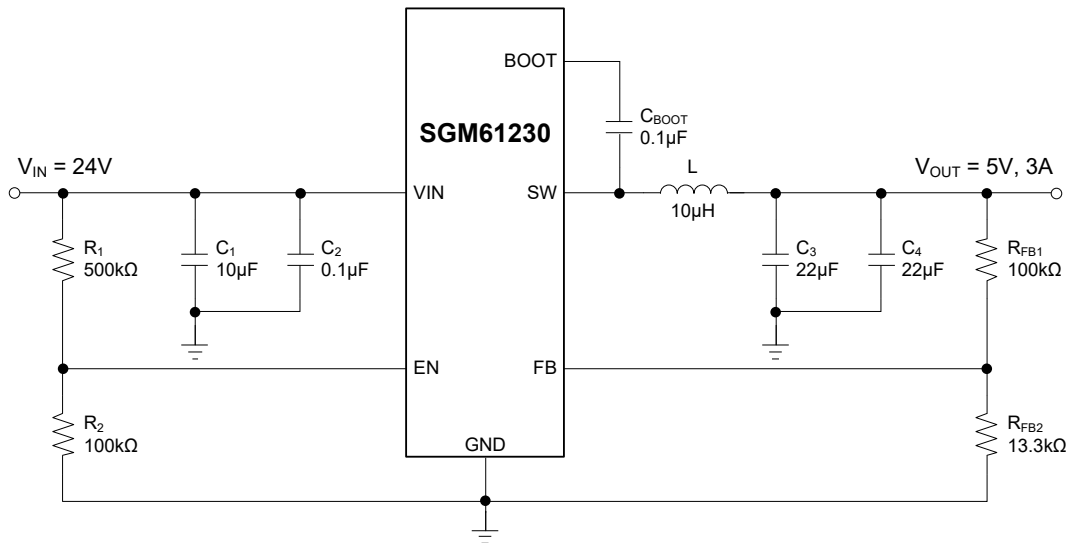 BOOT
SGM61230
C_BOOT
0.1µF
V_IN = 24V
L
V_OUT = 5V, 3A
VIN
SW
10µH
R_1
500kΩ
C_1
10µF
C_2
0.1µF
C_3
22µF
C_4
22µF
R_FB1
100kΩ
EN
FB
R_2
100kΩ
GND
R_FB2
13.3kΩ